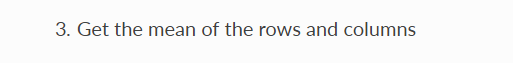 3. Get the mean of the rows and columns